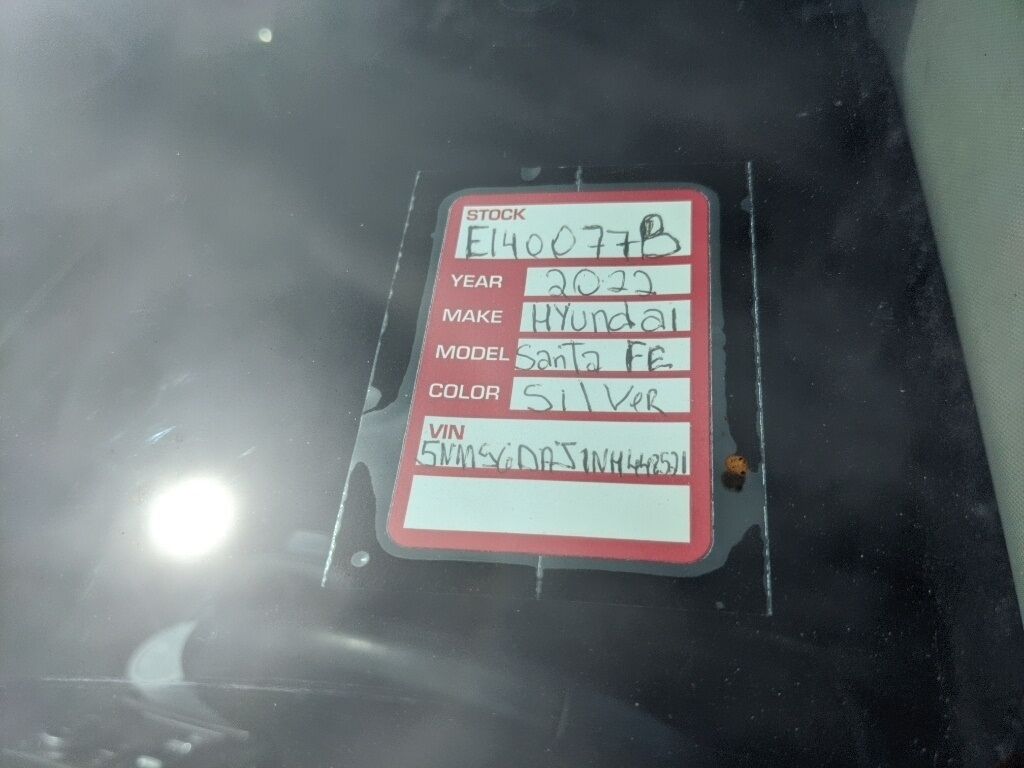 STOCK
E140077B
YEAR 2022
MAKE HYundai
MODEL Santa FE
COLOR SilVeR
VIN
5NMS6DAJ1NH442521